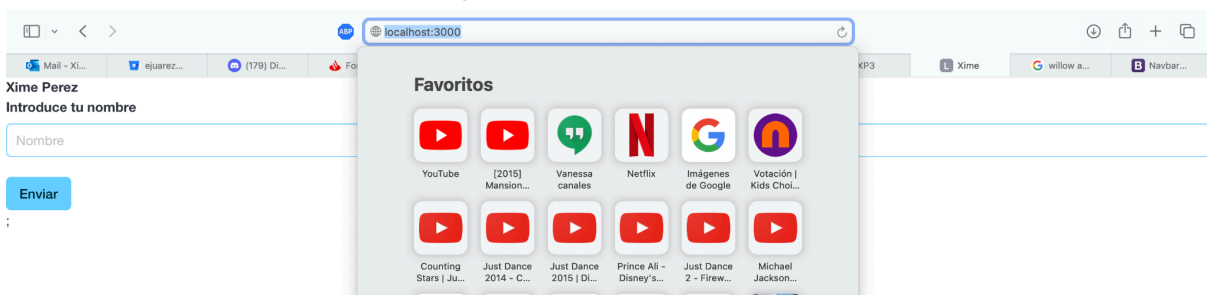 ABP localhost:3000
Mail - Xi... ejuarez... (179) Di... Fo XP3 L Xime G willow a... B Navbar...
Xime Perez
Introduce tu nombre
Nombre
Enviar
;
Favoritos
YouTube [2015] Mansion... Vanessa canales Netflix Imágenes de Google Votación | Kids Choi...
Counting Stars | Ju... Just Dance 2014 - C... Just Dance 2015 | Di... Prince Ali - Disney's... Just Dance 2 - Firew... Michael Jackson...